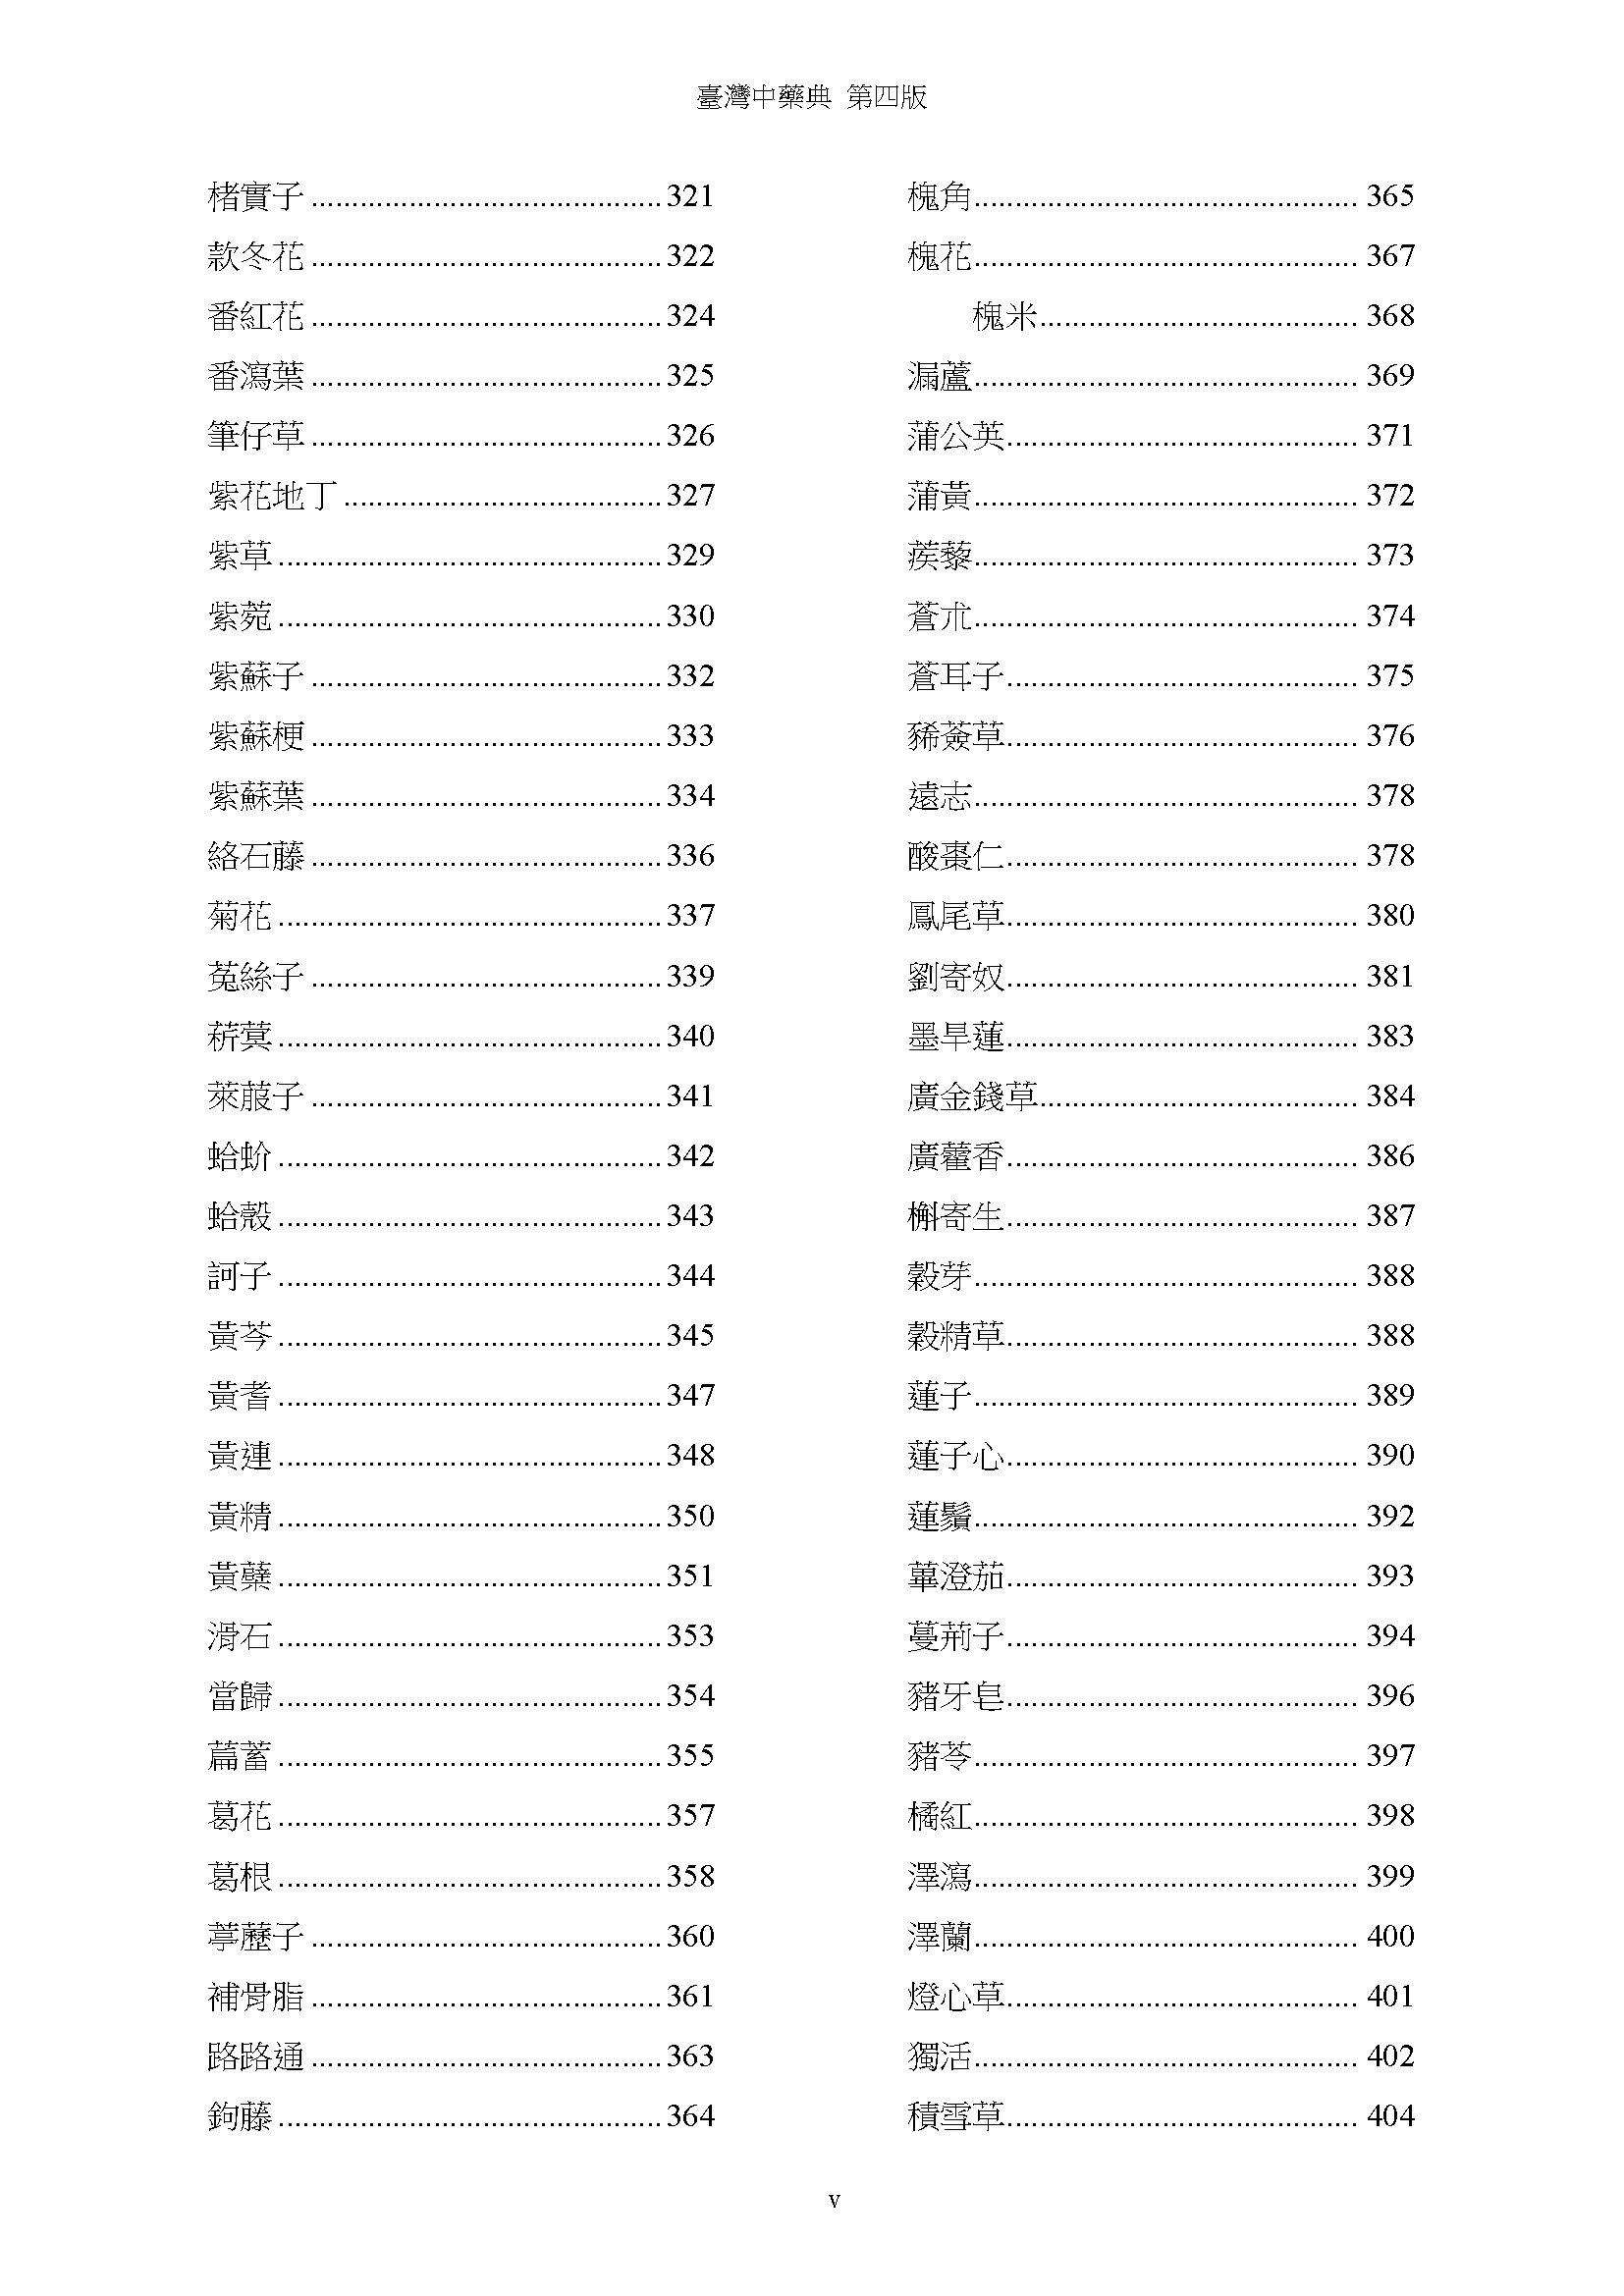 臺灣中藥典 第四版
楮實子 ........................................... 321
款冬花 ........................................... 322
番紅花 ........................................... 324
番瀉葉 ........................................... 325
筆仔草 ........................................... 326
紫花地丁 ....................................... 327
紫草 ............................................... 329
紫菀 ............................................... 330
紫蘇子 ........................................... 332
紫蘇梗 ........................................... 333
紫蘇葉 ........................................... 334
絡石藤 ........................................... 336
菊花 ............................................... 337
菟絲子 ........................................... 339
菥蓂 ............................................... 340
萊菔子 ........................................... 341
蛤蚧 ............................................... 342
蛤殼 ............................................... 343
訶子 ............................................... 344
黃芩 ............................................... 345
黃耆 ............................................... 347
黃連 ............................................... 348
黃精 ............................................... 350
黃蘗 ............................................... 351
滑石 ............................................... 353
當歸 ............................................... 354
萹蓄 ............................................... 355
葛花 ............................................... 357
葛根 ............................................... 358
葶藶子 ........................................... 360
補骨脂 ........................................... 361
路路通 ........................................... 363
鉤藤 ............................................... 364
槐角............................................... 365
槐花............................................... 367
槐米....................................... 368
漏蘆............................................... 369
蒲公英........................................... 371
蒲黃............................................... 372
蒺藜............................................... 373
蒼朮............................................... 374
蒼耳子........................................... 375
豨薟草........................................... 376
遠志............................................... 378
酸棗仁........................................... 378
鳳尾草........................................... 380
劉寄奴........................................... 381
墨旱蓮........................................... 383
廣金錢草....................................... 384
廣藿香........................................... 386
槲寄生........................................... 387
穀芽............................................... 388
穀精草........................................... 388
蓮子............................................... 389
蓮子心........................................... 390
蓮鬚............................................... 392
蓽澄茄........................................... 393
蔓荊子........................................... 394
豬牙皂........................................... 396
豬苓............................................... 397
橘紅............................................... 398
澤瀉............................................... 399
澤蘭............................................... 400
燈心草........................................... 401
獨活............................................... 402
積雪草........................................... 404
v